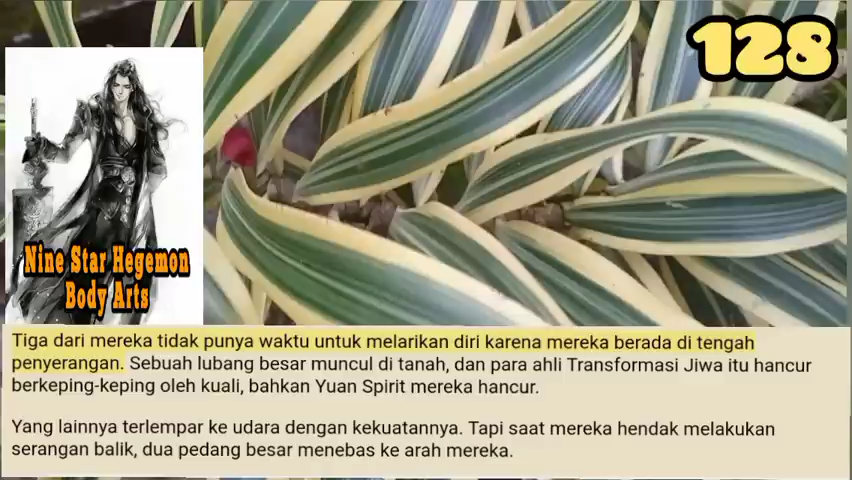 128
Nine Star Hegemon
Body Arts
Tiga dari mereka tidak punya waktu untuk melarikan diri karena mereka berada di tengah
penyerangan. Sebuah lubang besar muncul di tanah, dan para ahli Transformasi Jiwa itu hancur
berkeping-keping oleh kuali, bahkan Yuan Spirit mereka hancur.
Yang lainnya terlempar ke udara dengan kekuatannya. Tapi saat mereka hendak melakukan
serangan balik, dua pedang besar menebas ke arah mereka.